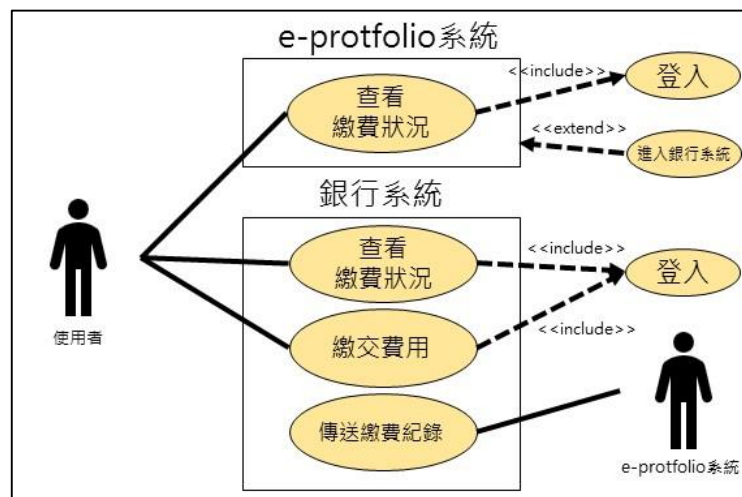 e-protfolio系統
查看
繳費狀況
<<include>>
登入
<<extend>>
進入銀行系統
銀行系統
查看
繳費狀況
<<include>>
登入
繳交費用
<<include>>
傳送繳費紀錄
使用者
e-protfolio系統